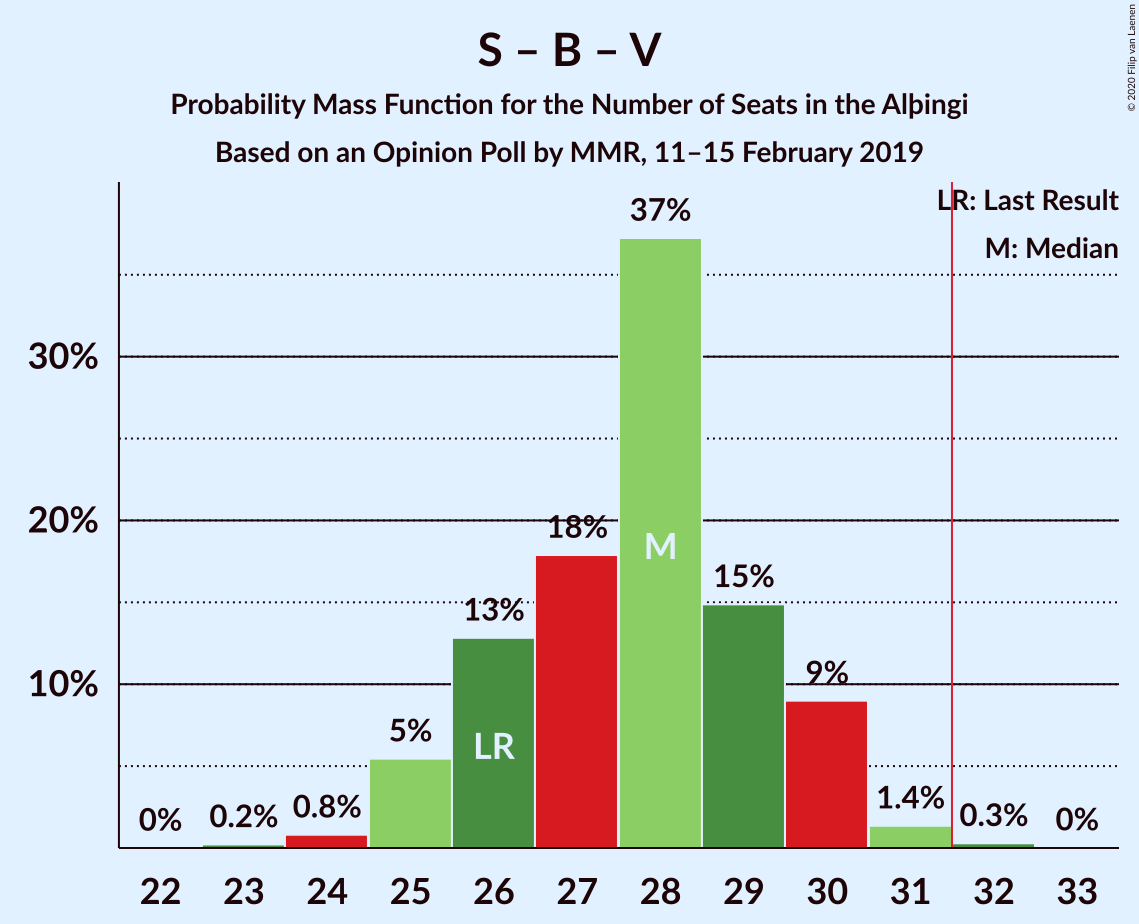 S – B – V
Probability Mass Function for the Number of Seats in the Alþingi
Based on an Opinion Poll by MMR, 11–15 February 2019
© 2020 Filip van Laenen
LR: Last Result
M: Median
30%
20%
10%
0%
0.2%
0.8%
5%
13%
18%
37%
15%
9%
1.4%
0.3%
0%
LR
M
22 23 24 25 26 27 28 29 30 31 32 33